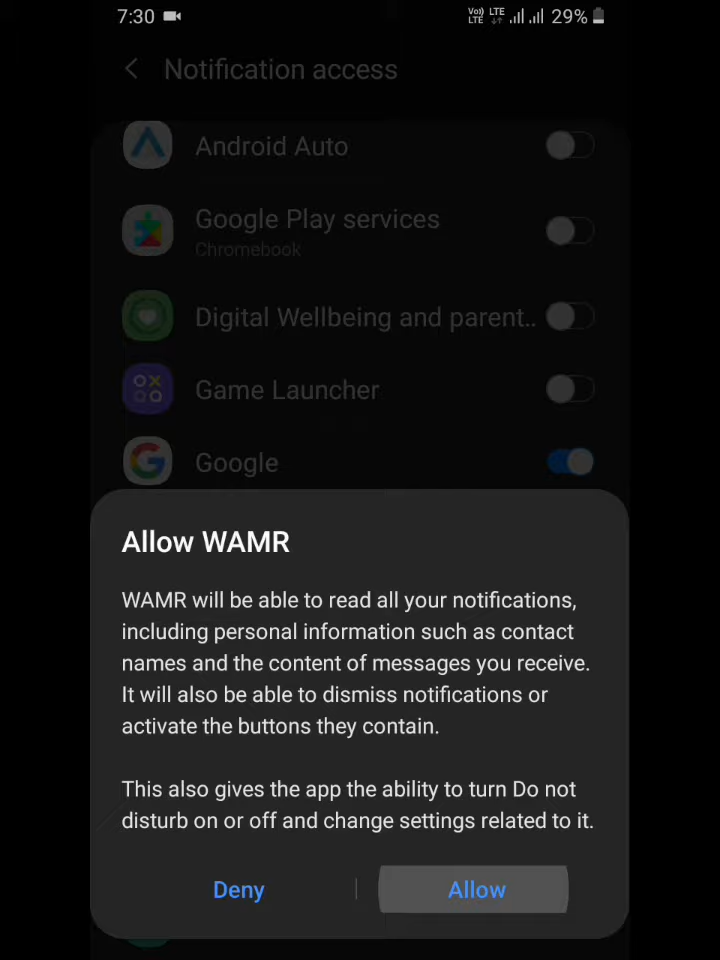 7:30 Vo)) LTE LTE 29%
Notification access
Android Auto
Google Play services
Chromebook
Digital Wellbeing and parent..
Game Launcher
Google
Allow WAMR
WAMR will be able to read all your notifications,
including personal information such as contact
names and the content of messages you receive.
It will also be able to dismiss notifications or
activate the buttons they contain.
This also gives the app the ability to turn Do not
disturb on or off and change settings related to it.
Deny
Allow